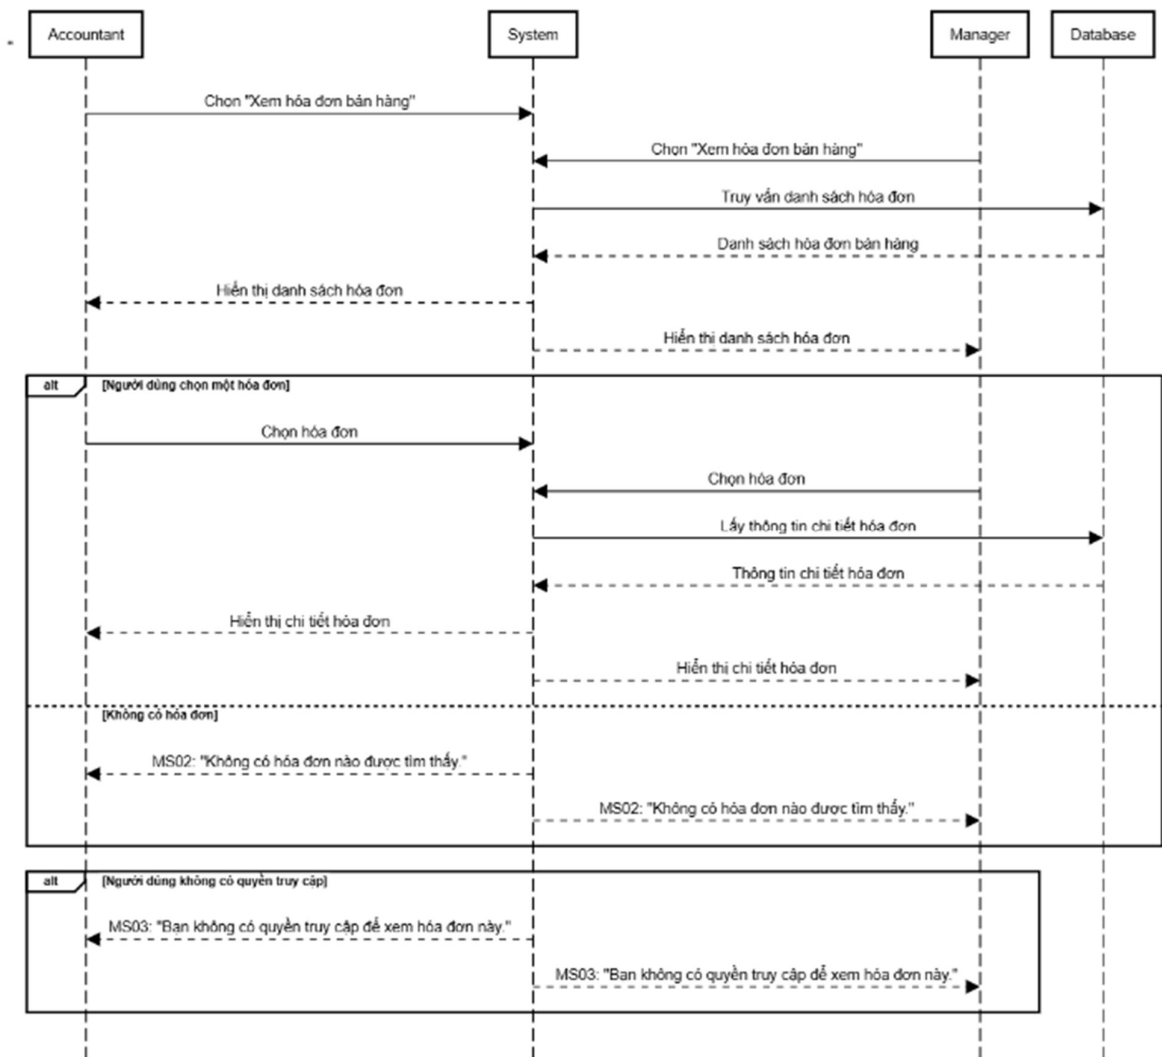 Accountant
System
Manager
Database
Chọn "Xem hóa đơn bán hàng"
Chọn "Xem hóa đơn bán hàng"
Truy vấn danh sách hóa đơn
Danh sách hóa đơn bán hàng
Hiển thị danh sách hóa đơn
Hiển thị danh sách hóa đơn
alt
[Người dùng chọn một hóa đơn]
Chọn hóa đơn
Chọn hóa đơn
Lấy thông tin chi tiết hóa đơn
Thông tin chi tiết hóa đơn
Hiển thị chi tiết hóa đơn
Hiển thị chi tiết hóa đơn
[Không có hóa đơn]
MS02: "Không có hóa đơn nào được tìm thấy."
MS02: "Không có hóa đơn nào được tìm thấy."
alt
[Người dùng không có quyền truy cập]
MS03: "Bạn không có quyền truy cập để xem hóa đơn này."
MS03: "Bạn không có quyền truy cập để xem hóa đơn này."